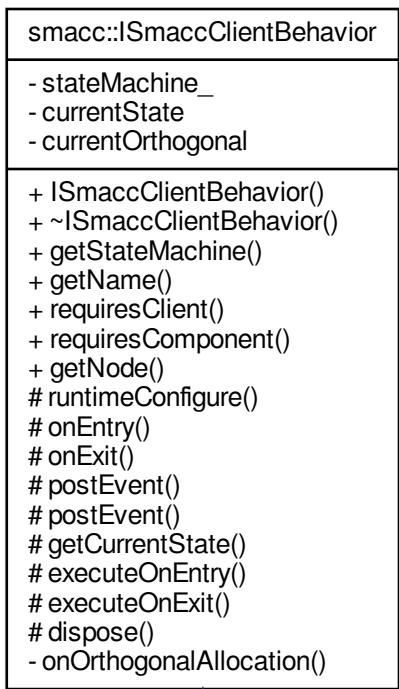 smacc::ISmaccClientBehavior
- stateMachine_
- currentState
- currentOrthogonal
+ ISmaccClientBehavior()
+ ~ISmaccClientBehavior()
+ getStateMachine()
+ getName()
+ requiresClient()
+ requiresComponent()
+ getNode()
# runtimeConfigure()
# onEntry()
# onExit()
# postEvent()
# postEvent()
# getCurrentState()
# executeOnEntry()
# executeOnExit()
# dispose()
- onOrthogonalAllocation()